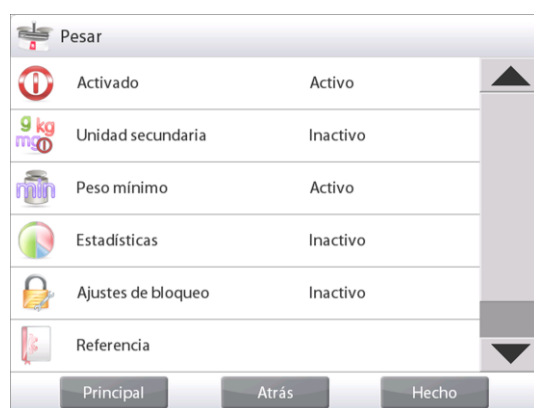 Pesar
Activado Activo
g kg mg
Unidad secundaria Inactivo
min
Peso mínimo Activo
Estadísticas Inactivo
Ajustes de bloqueo Inactivo
Referencia
Principal Atrás Hecho